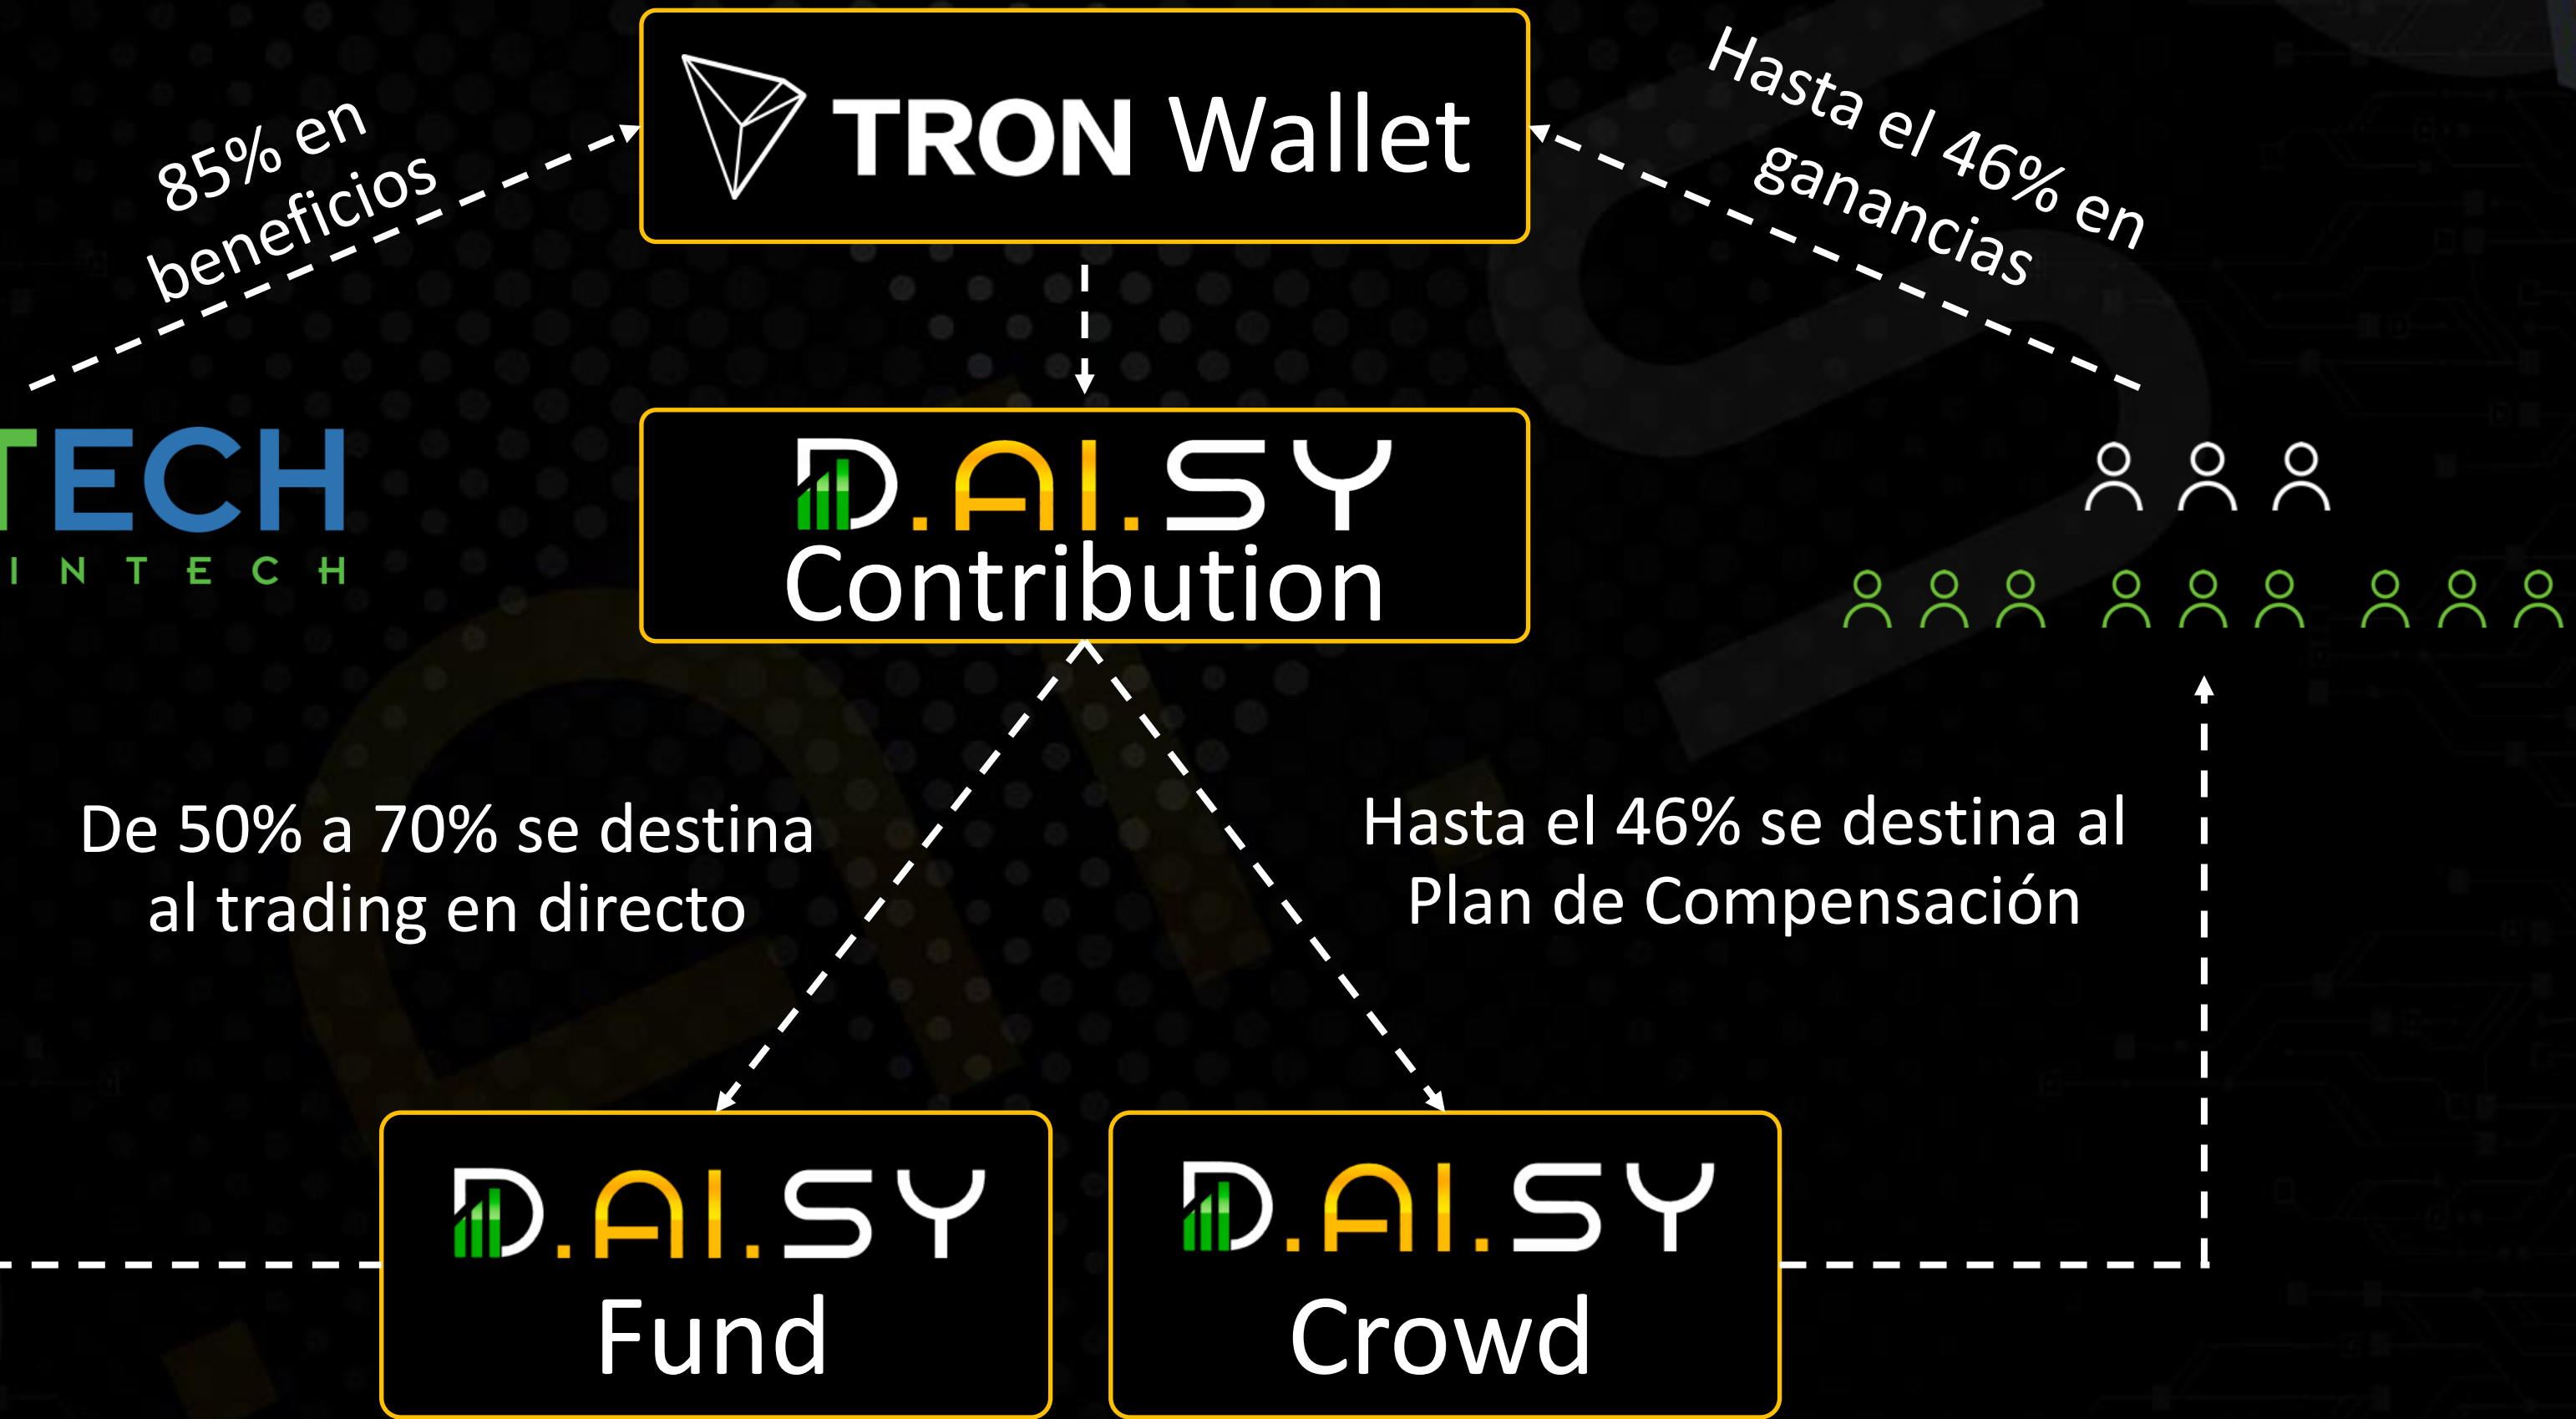 TRON Wallet
85% en
beneficios
Hasta el 46% en
ganancias
TECH
INTECH
D.AI.SY
Contribution
De 50% a 70% se destina
al trading en directo
Hasta el 46% se destina al
Plan de Compensación
D.AI.SY
Fund
D.AI.SY
Crowd